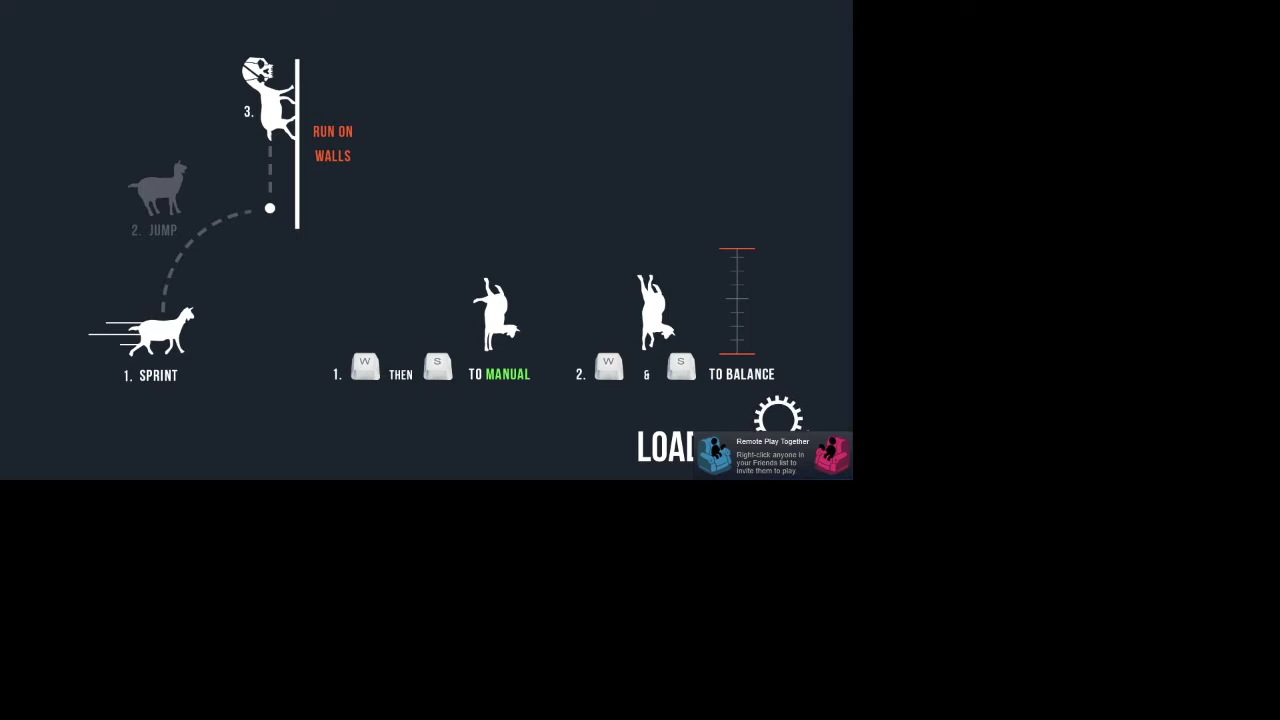 3.
RUN ON
WALLS
2. JUMP
1. SPRINT
1. W THEN S TO MANUAL
2. W & S TO BALANCE
LOAD
Remote Play Together
Right-click anyone in
your Friends list to
invite them to play